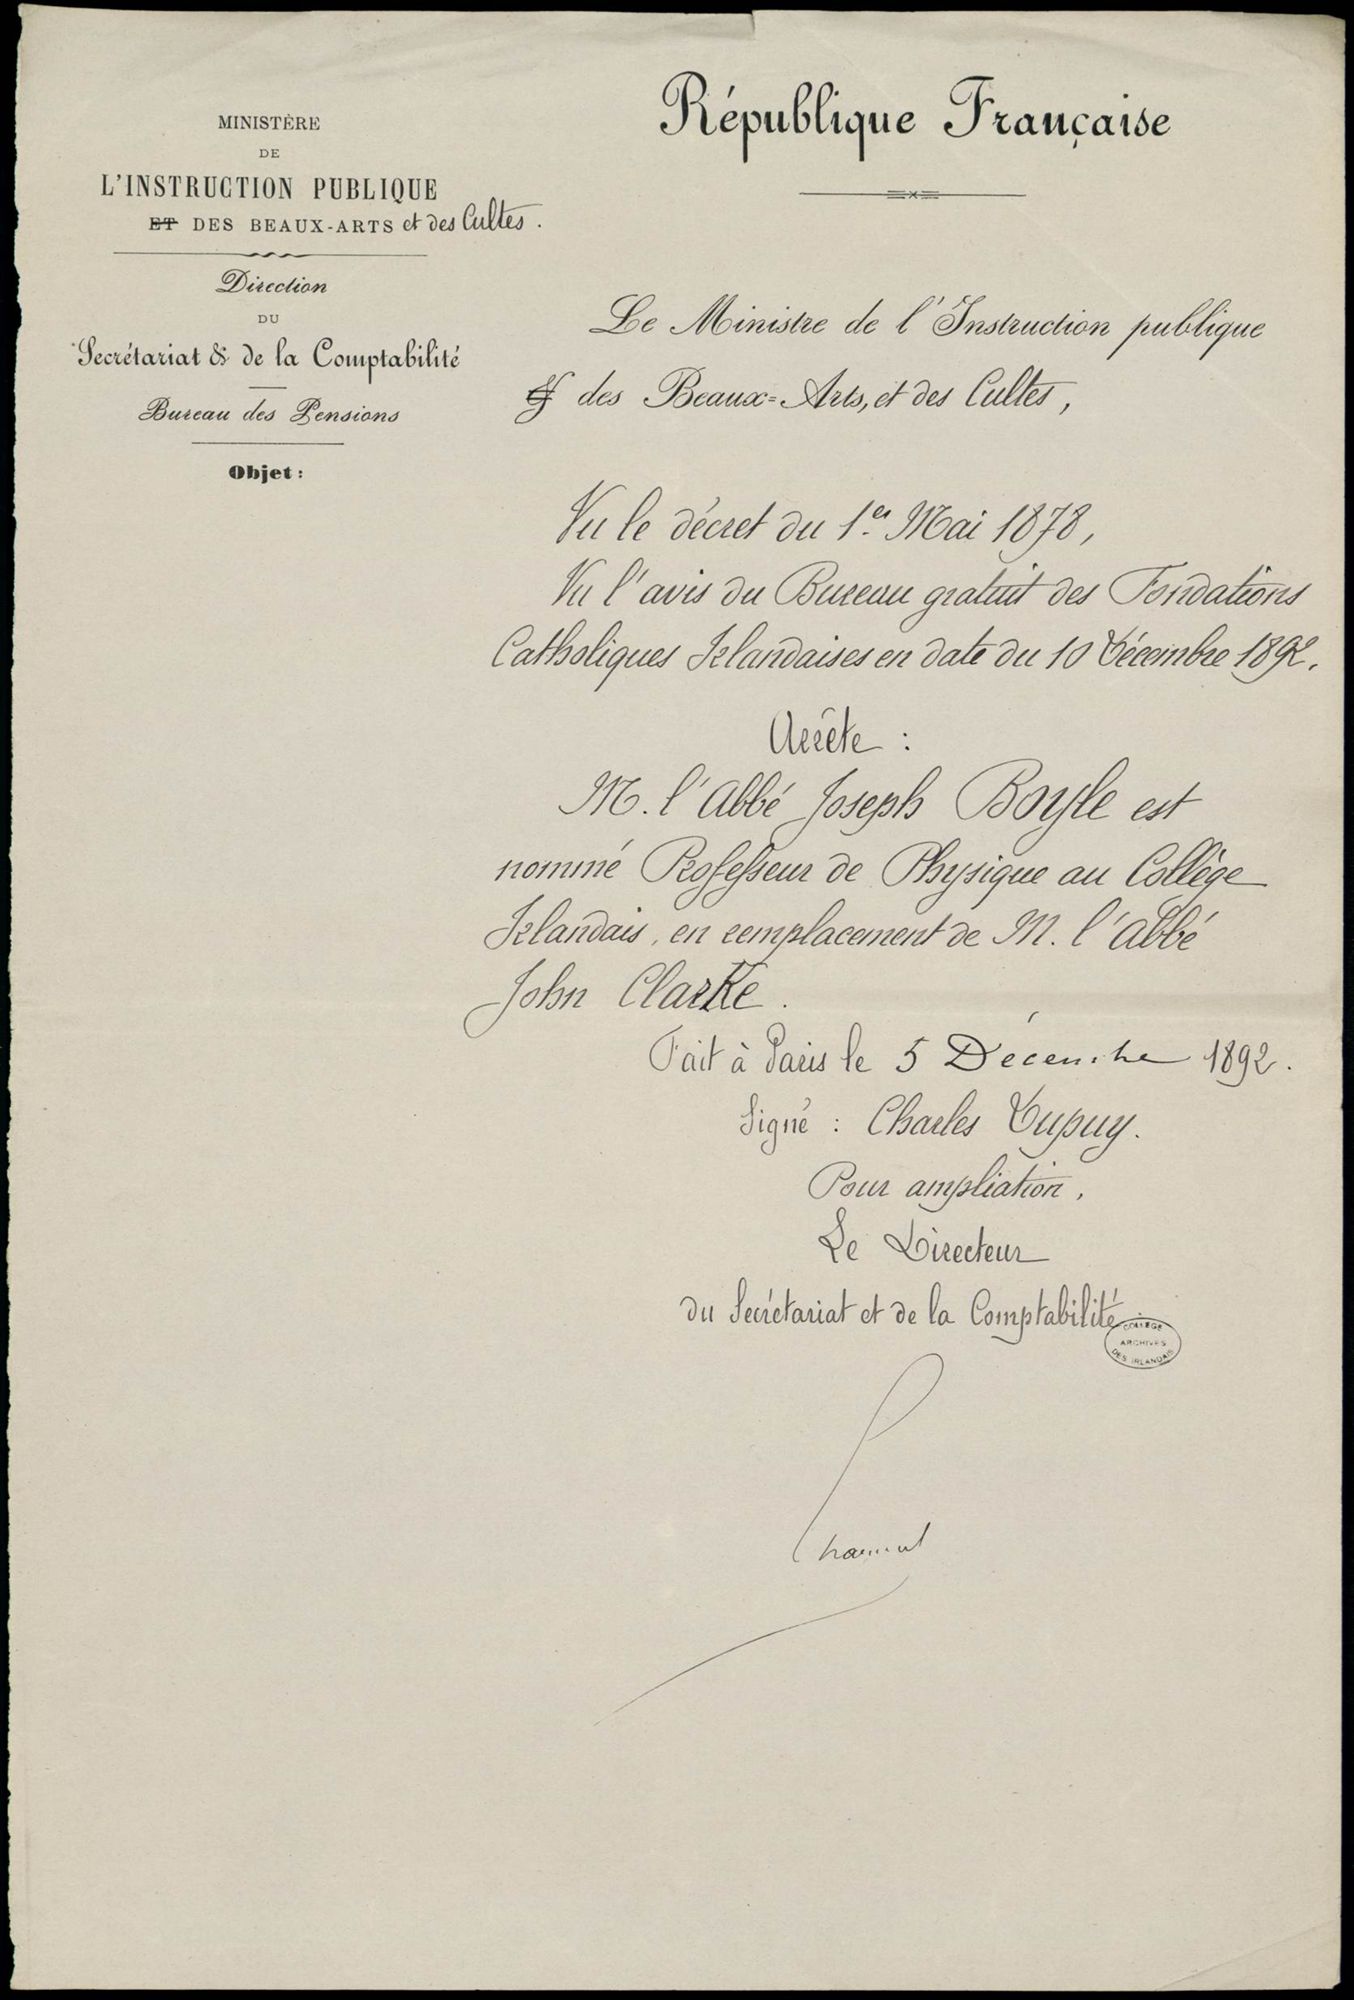 République Française
MINISTÈRE
DE
L'INSTRUCTION PUBLIQUE
ET DES BEAUX-ARTS et des Cultes.
Direction
DU
Secrétariat & de la Comptabilité
Bureau des Pensions
Objet:
Le Ministre de l'Instruction publique
& des Beaux=Arts, et des Cultes,
Vu le décret du 1er Mai 1878,
Vu l'avis du Bureau gratuit des Fondations
Catholiques Irlandaises en date du 10 Décembre 1892.
Arrête :
M. l'Abbé Joseph Boyle est
nommé Professeur de Physique au Collège
Irlandais, en remplacement de M. l'Abbé
John Clarke.
Fait à Paris le 5 Décembre 1892.
Signé : Charles Dupuy.
Pour ampliation,
Le Directeur
du Secrétariat et de la Comptabilité.
COLLÈGE
ARCHIVES
DES IRLANDAIS